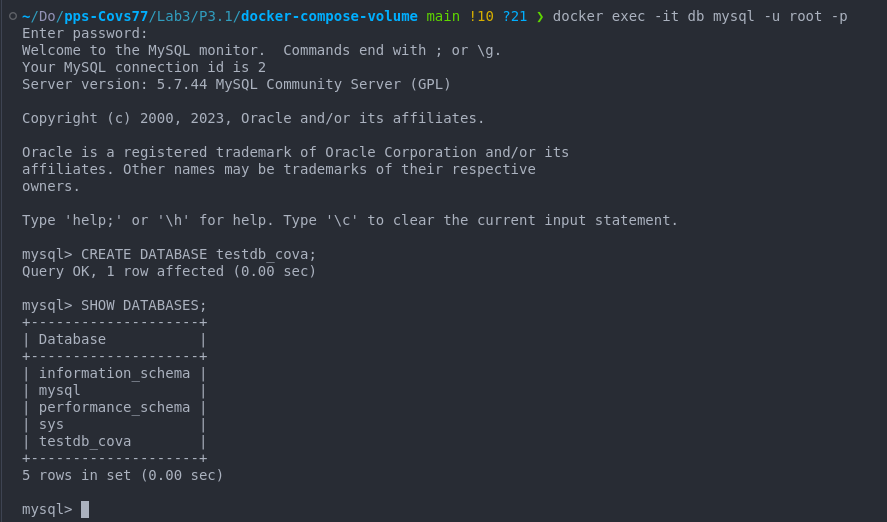 ~/Do/pps-Covs77/Lab3/P3.1/docker-compose-volume main !10 ?21 ❯ docker exec -it db mysql -u root -p
Enter password:
Welcome to the MySQL monitor.  Commands end with ; or \g.
Your MySQL connection id is 2
Server version: 5.7.44 MySQL Community Server (GPL)

Copyright (c) 2000, 2023, Oracle and/or its affiliates.

Oracle is a registered trademark of Oracle Corporation and/or its
affiliates. Other names may be trademarks of their respective
owners.

Type 'help;' or '\h' for help. Type '\c' to clear the current input statement.

mysql> CREATE DATABASE testdb_cova;
Query OK, 1 row affected (0.00 sec)

mysql> SHOW DATABASES;
+--------------------+
| Database           |
+--------------------+
| information_schema |
| mysql              |
| performance_schema |
| sys                |
| testdb_cova        |
+--------------------+
5 rows in set (0.00 sec)

mysql>